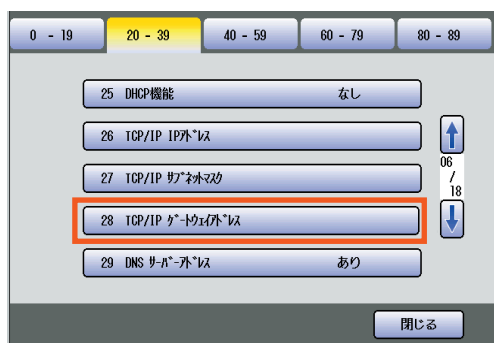 0 - 19 20 - 39 40 - 59 60 - 79 80 - 89
25 DHCP機能 なし
26 TCP/IP IPｱﾄﾞﾚｽ
27 TCP/IP ｻﾌﾞﾈｯﾄﾏｽｸ
28 TCP/IP ｹﾞｰﾄｳｪｲｱﾄﾞﾚｽ
29 DNS ｻｰﾊﾞｰｱﾄﾞﾚｽ あり
06
/
18
閉じる